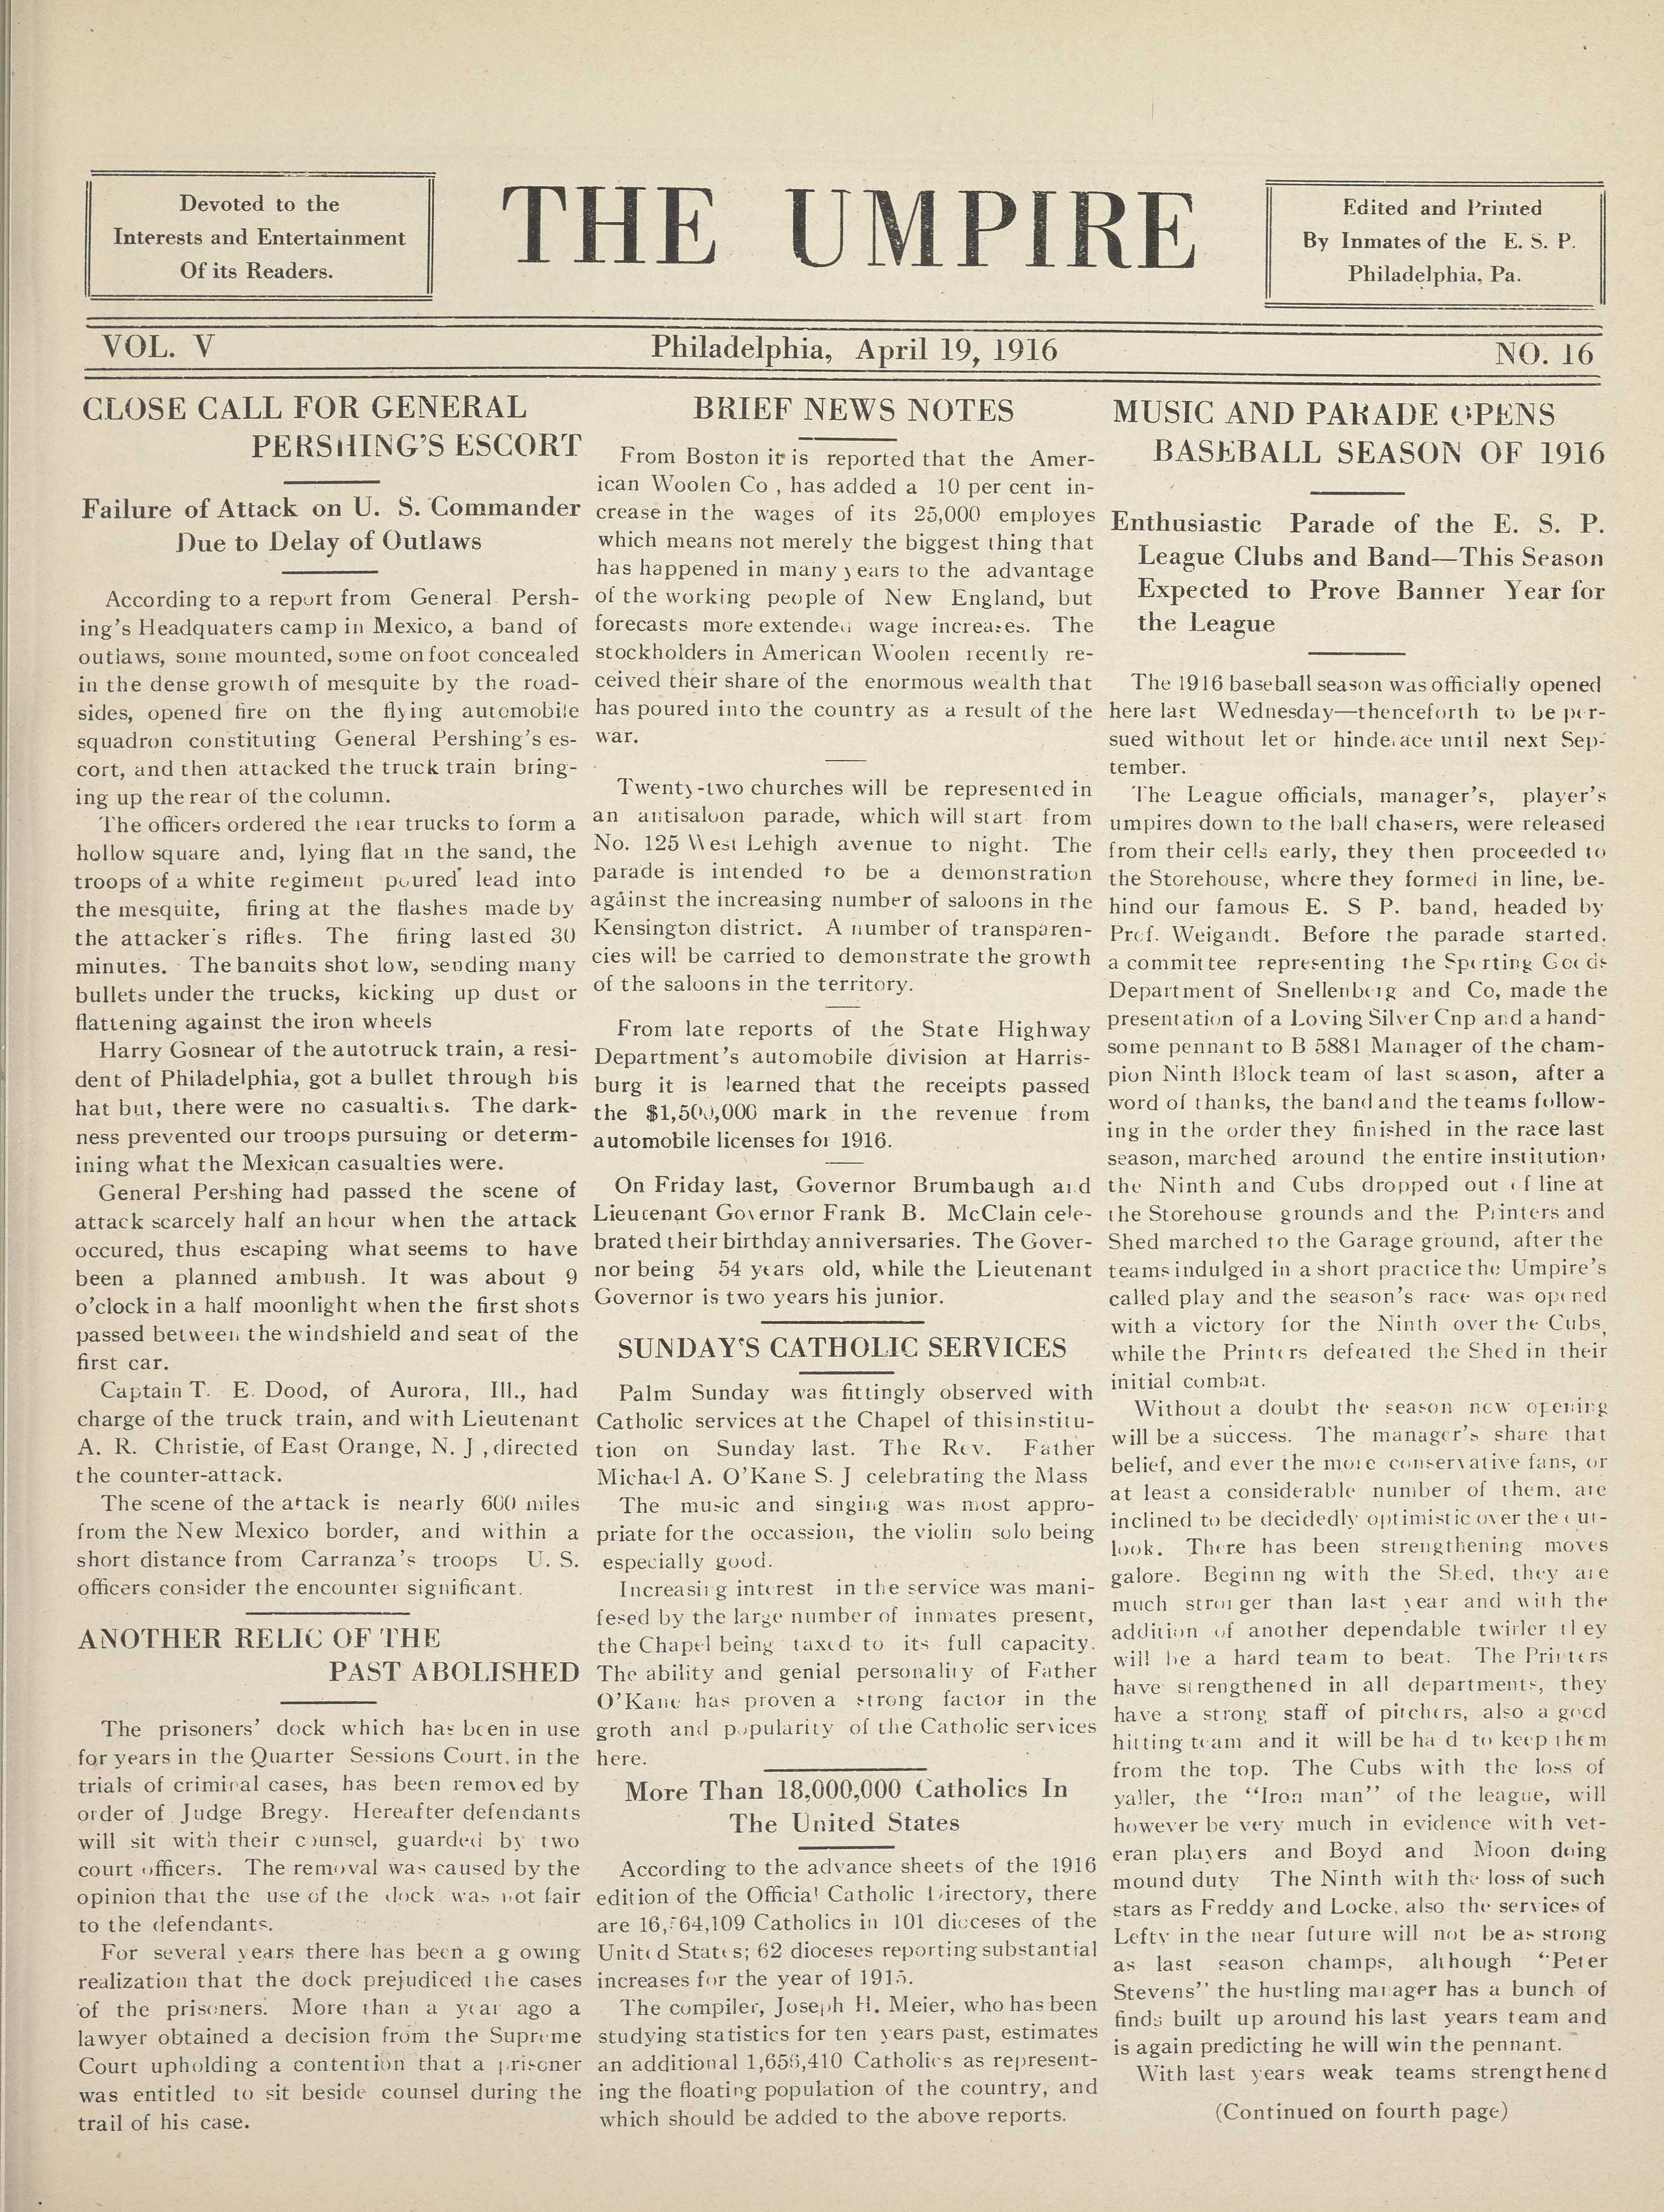 Devoted to the
Interests and Entertainment
Of its Readers.
THE UMPIRE
Edited and Printed
By Inmates of the E. S. P.
Philadelphia, Pa.
VOL. V
Philadelphia, April 19, 1916
NO. 16
CLOSE CALL FOR GENERAL
PERSHING'S ESCORT
Failure of Attack on U. S. Commander
Due to Delay of Outlaws
According to a report from General Persh-
ing's Headquaters camp in Mexico, a band of
outlaws, some mounted, some on foot concealed
in the dense growth of mesquite by the road-
sides, opened fire on the flying automobile
squadron constituting General Pershing's es-
cort, and then attacked the truck train bring-
ing up the rear of the column.
The officers ordered the rear trucks to form a
hollow square and, lying flat in the sand, the
troops of a white regiment poured lead into
the mesquite, firing at the flashes made by
the attacker's rifles. The firing lasted 30
minutes. The bandits shot low, sending many
bullets under the trucks, kicking up dust or
flattening against the iron wheels
Harry Gosnear of the autotruck train, a resi-
dent of Philadelphia, got a bullet through his
hat but, there were no casualties. The dark-
ness prevented our troops pursuing or determ-
ining what the Mexican casualties were.
General Pershing had passed the scene of
attack scarcely half an hour when the attack
occured, thus escaping what seems to have
been a planned ambush. It was about 9
o'clock in a half moonlight when the first shots
passed between the windshield and seat of the
first car.
Captain T. E. Dood, of Aurora, Ill., had
charge of the truck train, and with Lieutenant
A. R. Christie, of East Orange, N. J , directed
the counter-attack.
The scene of the attack is nearly 600 miles
from the New Mexico border, and within a
short distance from Carranza's troops U. S.
officers consider the encounter significant.
ANOTHER RELIC OF THE
PAST ABOLISHED
The prisoners' dock which has been in use
for years in the Quarter Sessions Court, in the
trials of criminal cases, has been removed by
order of Judge Bregy. Hereafter defendants
will sit with their counsel, guarded by two
court officers. The removal was caused by the
opinion that the use of the dock was not fair
to the defendants.
For several years there has been a g owing
realization that the dock prejudiced the cases
of the prisoners. More than a year ago a
lawyer obtained a decision from the Supreme
Court upholding a contention that a prisoner
was entitled to sit beside counsel during the
trail of his case.
BRIEF NEWS NOTES
From Boston it is reported that the Amer-
ican Woolen Co , has added a 10 per cent in-
crease in the wages of its 25,000 employes
which means not merely the biggest thing that
has happened in many years to the advantage
of the working people of New England, but
forecasts more extended wage increases. The
stockholders in American Woolen recently re-
ceived their share of the enormous wealth that
has poured into the country as a result of the
war.
Twenty-two churches will be represented in
an antisaloon parade, which will start from
No. 125 West Lehigh avenue to night. The
parade is intended to be a demonstration
against the increasing number of saloons in the
Kensington district. A number of transparen-
cies will be carried to demonstrate the growth
of the saloons in the territory.
From late reports of the State Highway
Department's automobile division at Harris-
burg it is learned that the receipts passed
the $1,500,000 mark in the revenue from
automobile licenses for 1916.
On Friday last, Governor Brumbaugh and
Lieutenant Governor Frank B. McClain cele-
brated their birthday anniversaries. The Gover-
nor being 54 years old, while the Lieutenant
Governor is two years his junior.
SUNDAY'S CATHOLIC SERVICES
Palm Sunday was fittingly observed with
Catholic services at the Chapel of this institu-
tion on Sunday last. The Rev. Father
Michael A. O'Kane S. J celebrating the Mass
The music and singing was most appro-
priate for the occassion, the violin solo being
especially good.
Increasing interest in the service was mani-
fesed by the large number of inmates present,
the Chapel being taxed to its full capacity.
The ability and genial personality of Father
O'Kane has proven a strong factor in the
groth and popularity of the Catholic services
here.
More Than 18,000,000 Catholics In
The United States
According to the advance sheets of the 1916
edition of the Official Catholic Directory, there
are Catholics in 101 dioceses of the
United States; 62 dioceses reporting substantial
increases for the year of 1915.
The compiler, Joseph H. Meier, who has been
studying statistics for ten years past, estimates
an additional Catholics as represent-
ing the floating population of the country, and
which should be added to the above reports.
MUSIC AND PARADE OPENS
BASEBALL SEASON OF 1916
Enthusiastic Parade of the E. S. P.
League Clubs and Band—This Season
Expected to Prove Banner Year for
the League
The 1916 baseball season was officially opened
here last Wednesday—thenceforth to be per-
sued without let or hinderace until next Sep-
tember.
The League officials, manager's, player's
umpires down to the ball chasers, were released
from their cells early, they then proceeded to
the Storehouse, where they formed in line, be-
hind our famous E. S P. band, headed by
Prof. Weigandt. Before the parade started,
a committee representing the Sporting Goods
Department of Snellenberg and Co, made the
presentation of a Loving Silver Cnp and a hand-
some pennant to B 5881 Manager of the cham-
pion Ninth Block team of last season, after a
word of thanks, the band and the teams follow-
ing in the order they finished in the race last
season, marched around the entire institution,
the Ninth and Cubs dropped out of line at
the Storehouse grounds and the Printers and
Shed marched to the Garage ground, after the
teams indulged in a short practice the Umpire's
called play and the season's race was opened
with a victory for the Ninth over the Cubs,
while the Printers defeated the Shed in their
initial combat.
Without a doubt the season now opening
will be a success. The manager's share that
belief, and ever the more conservative fans, or
at least a considerable number of them, are
inclined to be decidedly optimistic over the out-
look. There has been strengthening moves
galore. Beginn ng with the Shed, they are
much stronger than last year and with the
addition of another dependable twirler they
will be a hard team to beat. The Printers
have strengthened in all departments, they
have a strong staff of pitchers, also a good
hitting team and it will be ha d to keep them
from the top. The Cubs with the loss of
yaller, the "Iron man" of the league, will
however be very much in evidence with vet-
eran players and Boyd and Moon doing
mound duty The Ninth with the loss of such
stars as Freddy and Locke, also the services of
Lefty in the near future will not be as strong
as last season champs, although "Peter
Stevens" the hustling manager has a bunch of
finds built up around his last years team and
is again predicting he will win the pennant.
With last years weak teams strengthened
(Continued on fourth page)